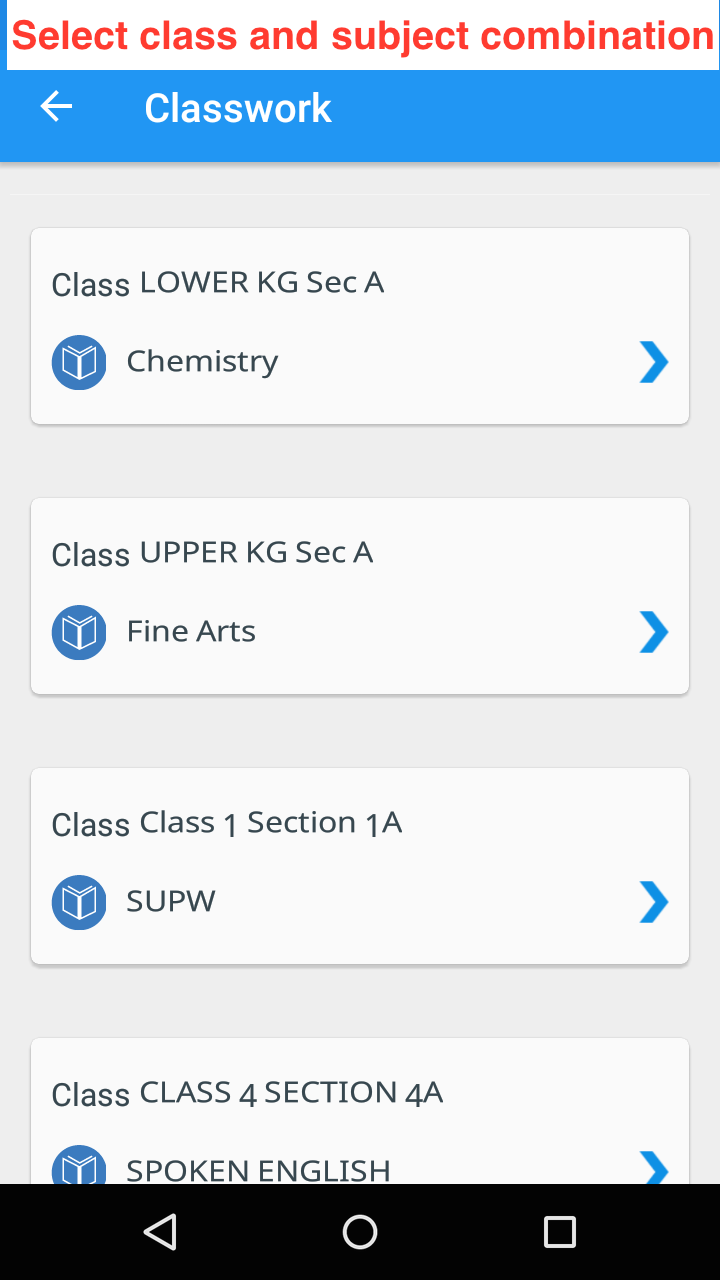 Select class and subject combination
Classwork
Class LOWER KG Sec A
Chemistry
Class UPPER KG Sec A
Fine Arts
Class Class 1 Section 1A
SUPW
Class CLASS 4 SECTION 4A
SPOKEN ENGLISH